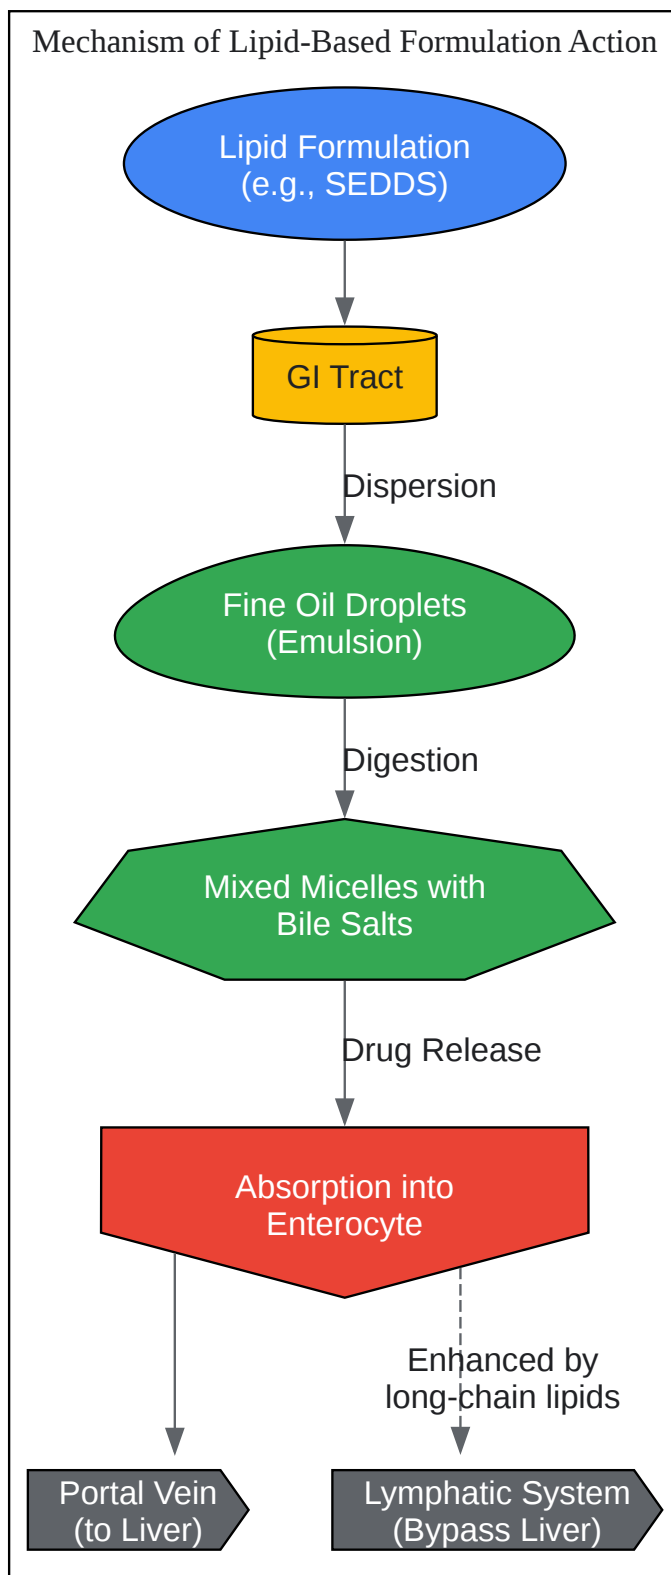 Mechanism of Lipid-Based Formulation Action
Lipid Formulation
(e.g., SEDDS)
GI Tract
Dispersion
Fine Oil Droplets
(Emulsion)
Digestion
Mixed Micelles with
Bile Salts
Drug Release
Absorption into
Enterocyte
Enhanced by
long-chain lipids
Portal Vein
(to Liver)
Lymphatic System
(Bypass Liver)